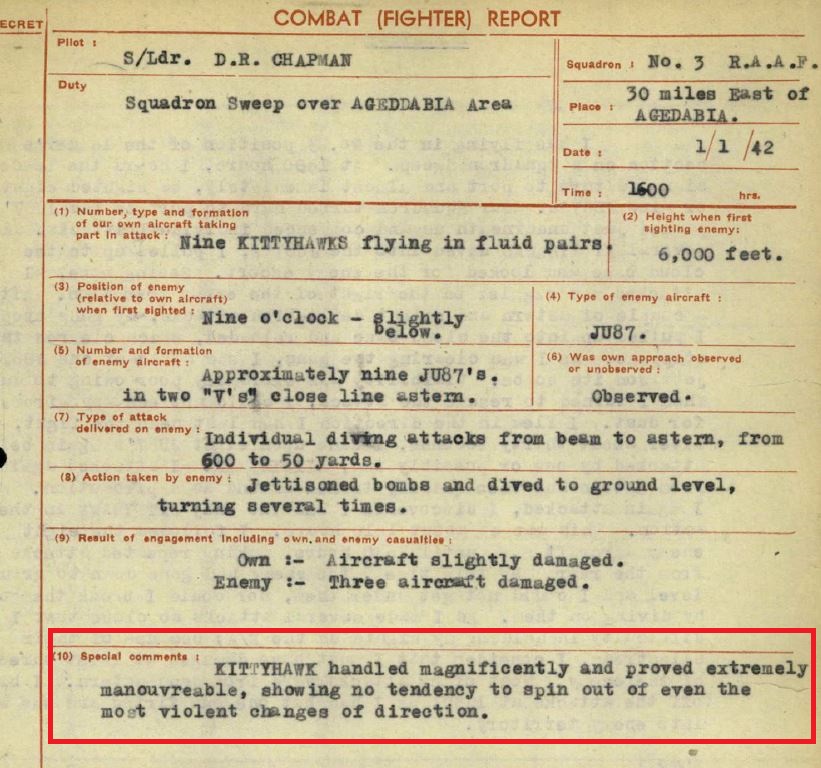 COMBAT (FIGHTER) REPORT
ECRET
Pilot :
S/Ldr. D.R. CHAPMAN
Squadron : No. 3 R.A.A.F.
Duty
Squadron Sweep over AGEDDABIA Area
Place : 30 miles East of
AGEDABIA.
Date : 1/1/42
Time : 1600 hrs.
(1) Number, type and formation
of our own aircraft taking
part in attack : Nine KITTYHAWKS flying in fluid pairs.
(2) Height when first
sighting enemy:
6,000 feet.
(3) Position of enemy
(relative to own aircraft)
when first sighted : Nine o'clock - slightly
below.
(4) Type of enemy aircraft :
JU87.
(5) Number and formation
of enemy aircraft : Approximately nine JU87's.
in two "V's" close line astern.
(6) Was own approach observed
or unobserved :
Observed.
(7) Type of attack
delivered on enemy : Individual diving attacks from beam to astern, from
600 to 50 yards.
(8) Action taken by enemy : Jettisoned bombs and dived to ground level,
turning several times.
(9) Result of engagement including own and enemy casualties :
Own :- Aircraft slightly damaged.
Enemy :- Three aircraft damaged.
(10) Special comments :
KITTYHAWK handled magnificently and proved extremely
manouvreable, showing no tendency to spin out of even the
most violent changes of direction.